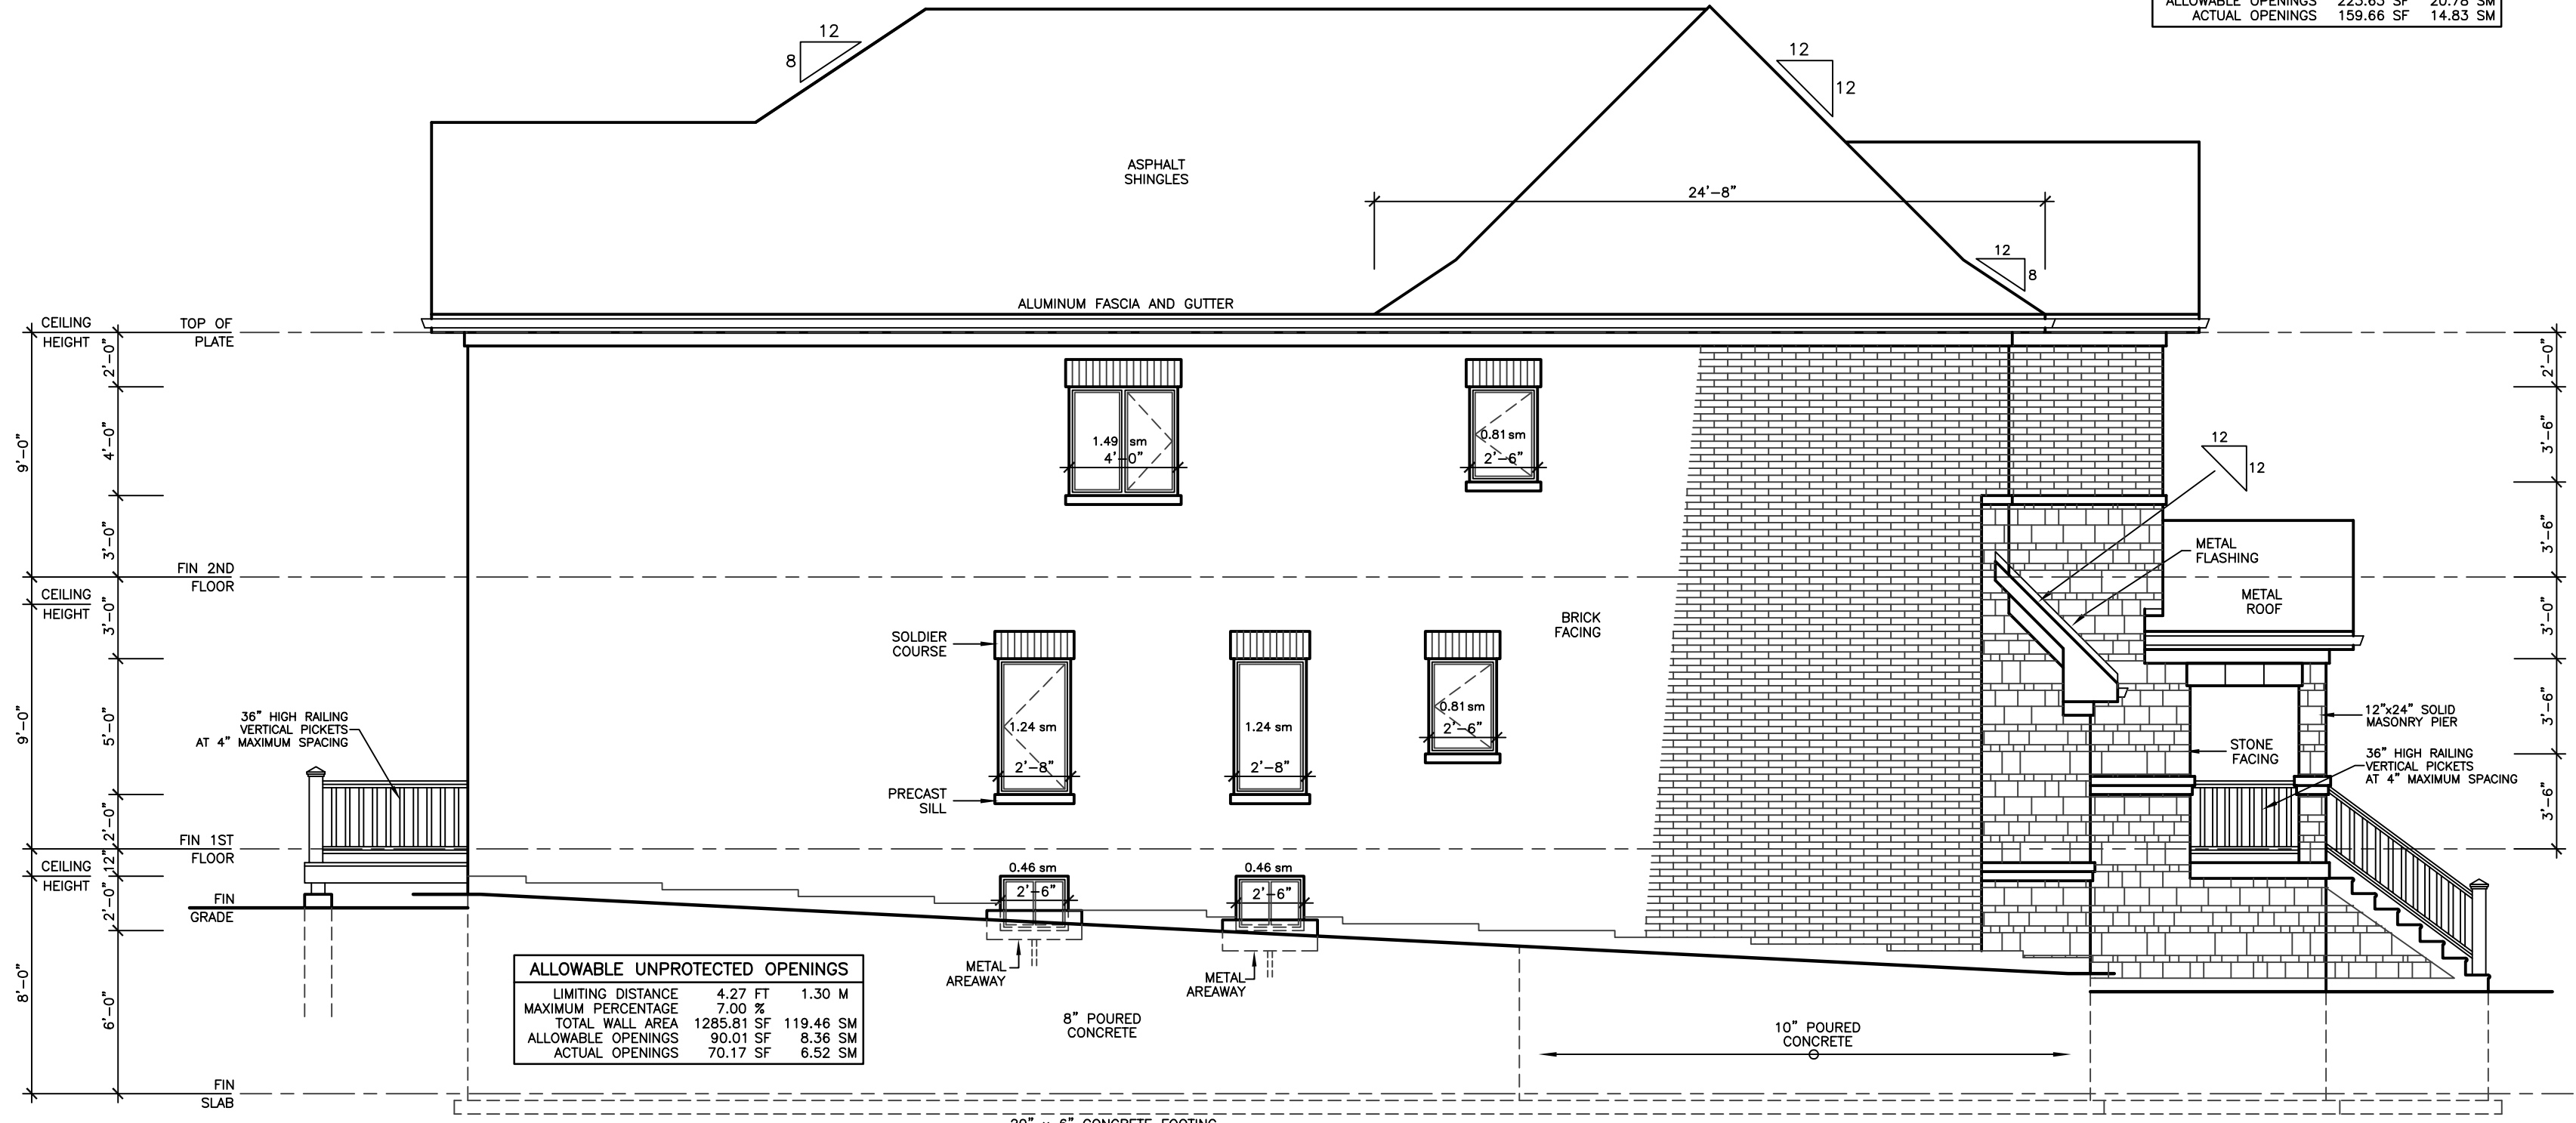 ALLOWABLE OPENINGS 223.65 SF 20.78 SM
ACTUAL OPENINGS 159.66 SF 14.83 SM
12
8
12
12
ASPHALT
SHINGLES
24'-8"
12
8
ALUMINUM FASCIA AND GUTTER
CEILING
HEIGHT
TOP OF
PLATE
2'-0"
4'-0"
3'-0"
9'-0"
1.49 sm
4'-0"
0.81 sm
2'-6"
12
12
2'-0"
3'-6"
3'-6"
METAL
FLASHING
FIN 2ND
FLOOR
CEILING
HEIGHT
3'-0"
5'-0"
2'-0"
9'-0"
METAL
ROOF
BRICK
FACING
SOLDIER
COURSE
1.24 sm
2'-8"
1.24 sm
2'-8"
0.81 sm
2'-6"
PRECAST
SILL
36" HIGH RAILING
VERTICAL PICKETS
AT 4" MAXIMUM SPACING
12"x24" SOLID
MASONRY PIER
STONE
FACING
36" HIGH RAILING
VERTICAL PICKETS
AT 4" MAXIMUM SPACING
3'-0"
3'-6"
3'-6"
FIN 1ST
FLOOR
CEILING
HEIGHT
12"
2'-0"
6'-0"
8'-0"
0.46 sm
2'-6"
0.46 sm
2'-6"
FIN
GRADE
METAL
AREAWAY
METAL
AREAWAY
ALLOWABLE UNPROTECTED OPENINGS
LIMITING DISTANCE 4.27 FT 1.30 M
MAXIMUM PERCENTAGE 7.00 %
TOTAL WALL AREA 1285.81 SF 119.46 SM
ALLOWABLE OPENINGS 90.01 SF 8.36 SM
ACTUAL OPENINGS 70.17 SF 6.52 SM
8" POURED
CONCRETE
10" POURED
CONCRETE
FIN
SLAB
CONCRETE FOOTING